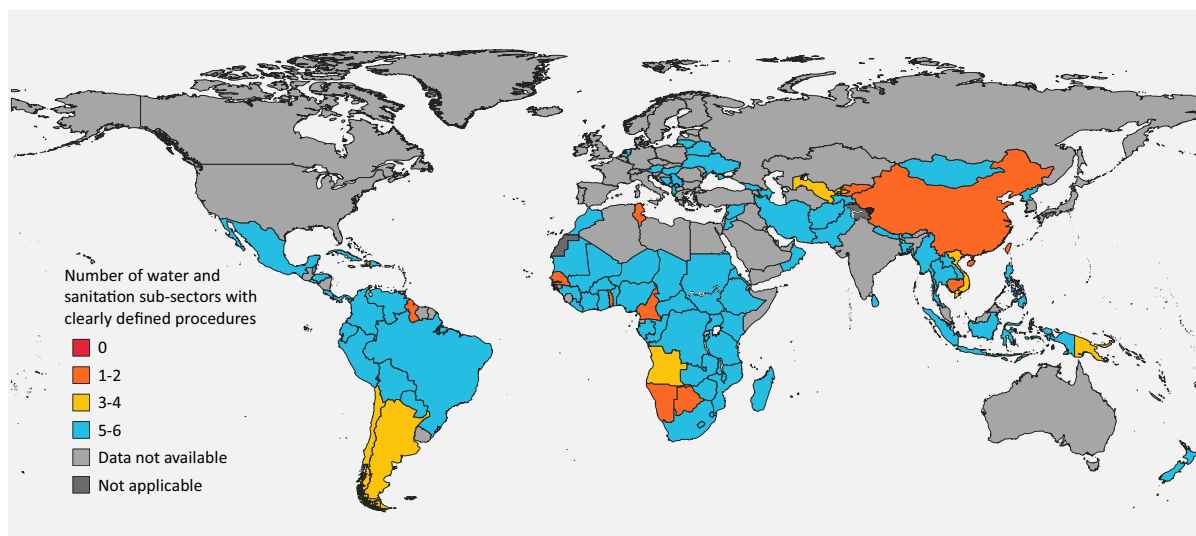 Number of water and
sanitation sub-sectors with
clearly defined procedures
0
1-2
3-4
5-6
Data not available
Not applicable